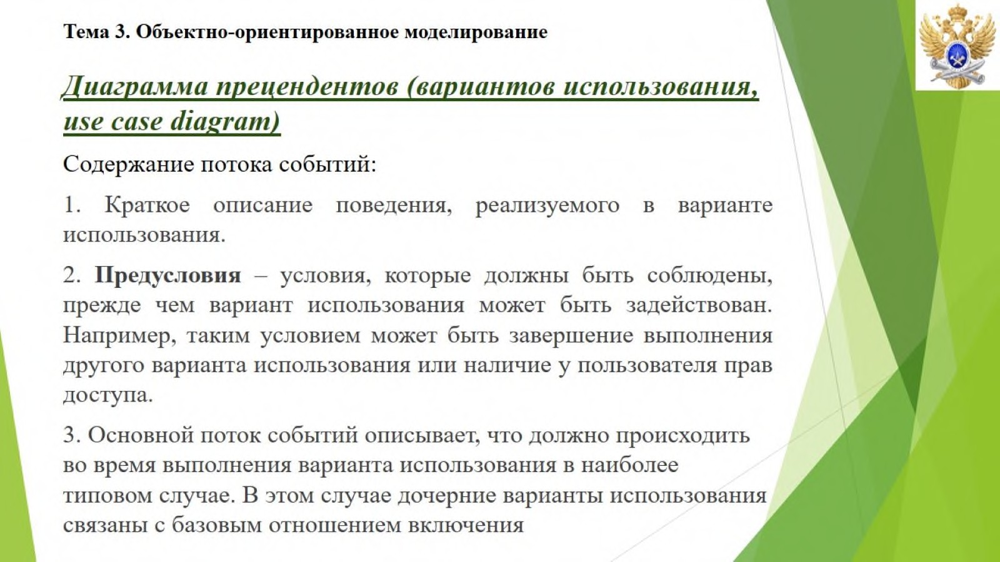 Тема 3. Объектно-ориентированное моделирование
Диаграмма прецендентов (вариантов использования,
use case diagram)
Содержание потока событий:
1. Краткое описание поведения, реализуемого в варианте
использования.
2. Предусловия – условия, которые должны быть соблюдены,
прежде чем вариант использования может быть задействован.
Например, таким условием может быть завершение выполнения
другого варианта использования или наличие у пользователя прав
доступа.
3. Основной поток событий описывает, что должно происходить
во время выполнения варианта использования в наиболее
типовом случае. В этом случае дочерние варианты использования
связаны с базовым отношением включения